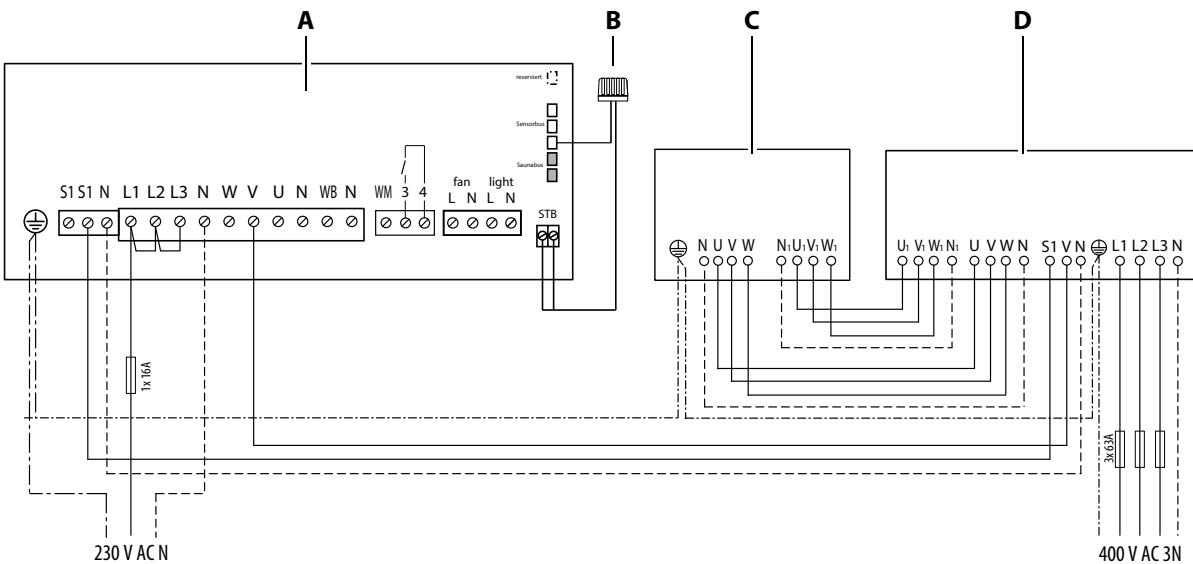 A B C D
reserviert
Sensorbus
Saunabus
fan light
S1 S1 N L1 L2 L3 N W V U N WB N WM 3 4 L N L N
STB
N U V W N1 U1 V1 W1 U1 V1 W1 N1 U V W N S1 V N L1 L2 L3 N
1x 16A
3x 63A
230 V AC N
400 V AC 3N